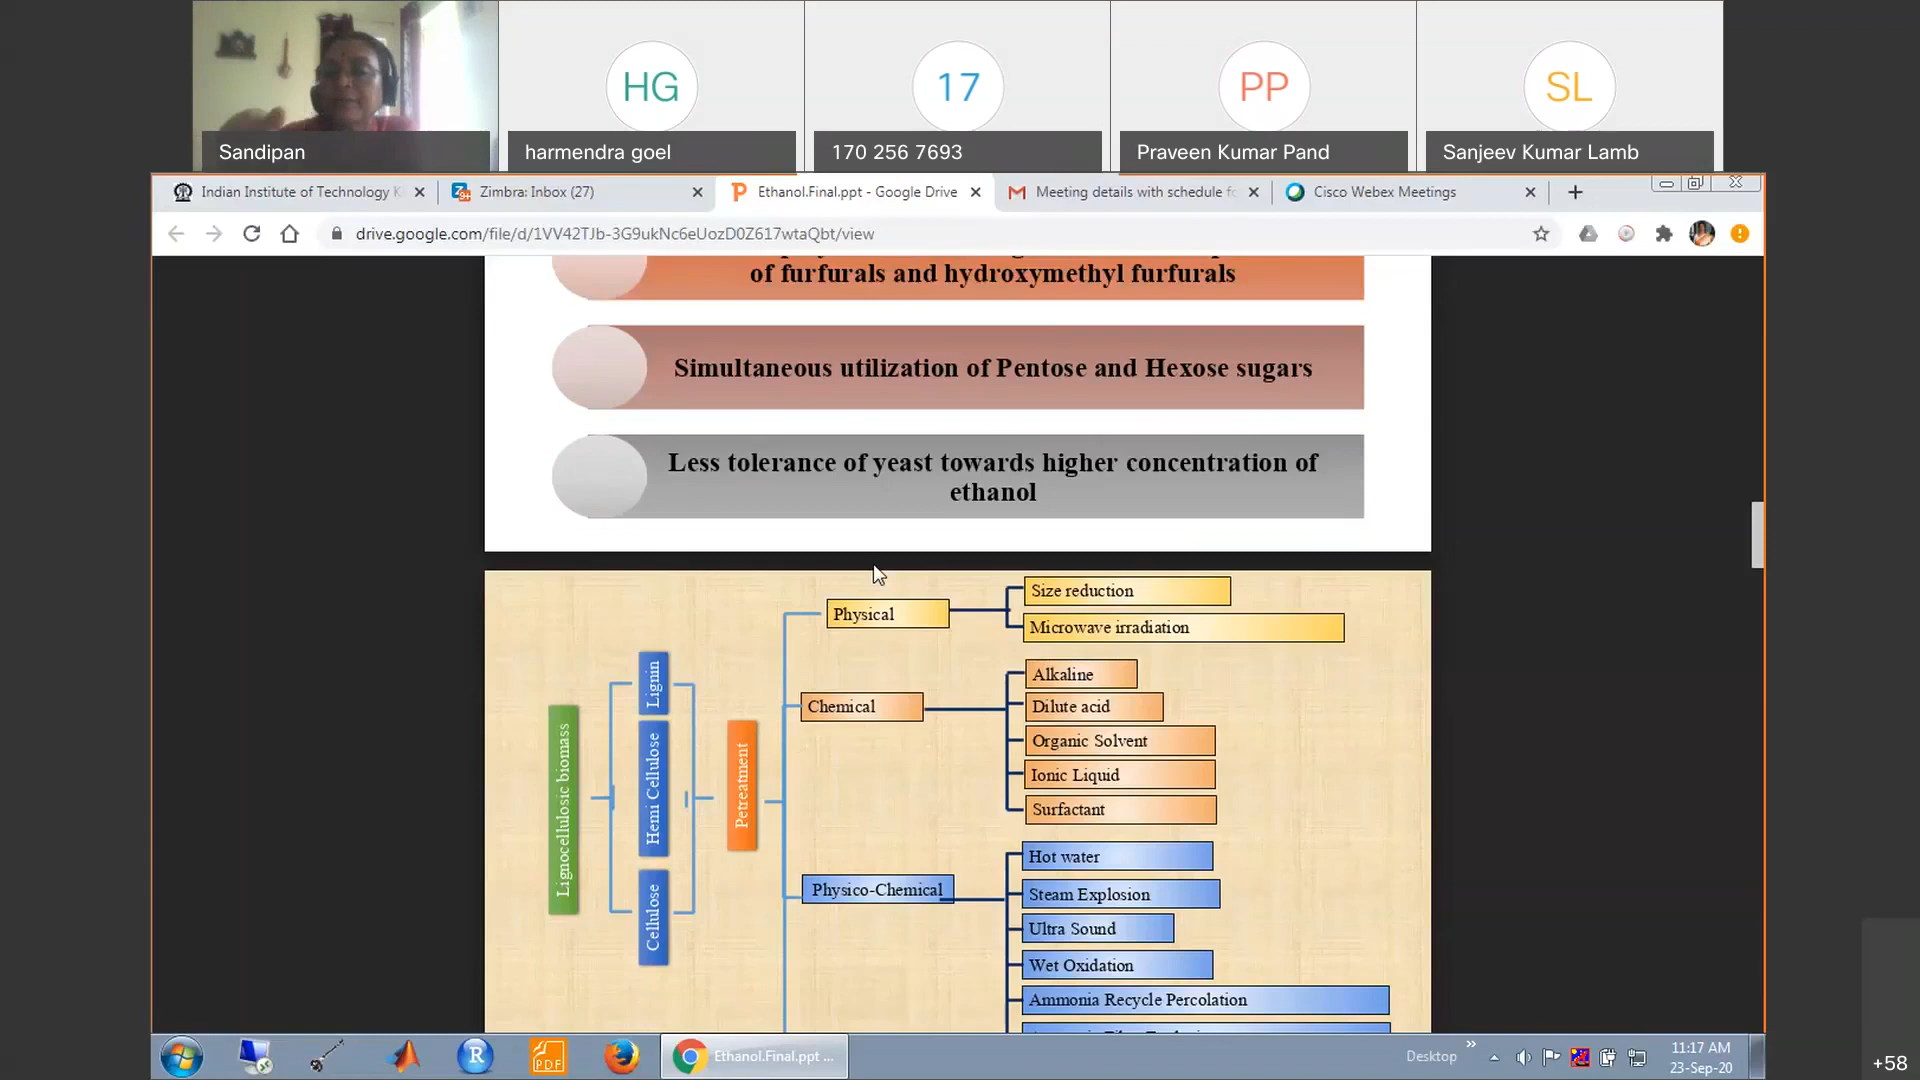 HG
17
PP
SL
Sandipan
harmendra goel
170 256 7693
Praveen Kumar Pand
Sanjeev Kumar Lamb
Indian Institute of Technology K
Zimbra: Inbox (27)
Ethanol.Final.ppt - Google Drive
Meeting details with schedule fo
Cisco Webex Meetings
drive.google.com/file/d/1VV42TJb-3G9ukNc6eUozD0Z617wtaQbt/view
of furfurals and hydroxymethyl furfurals
Simultaneous utilization of Pentose and Hexose sugars
Less tolerance of yeast towards higher concentration of
ethanol
Lignocellulosic biomass
Lignin
Hemi Cellulose
Cellulose
Petreatment
Physical
Size reduction
Microwave irradiation
Chemical
Alkaline
Dilute acid
Organic Solvent
Ionic Liquid
Surfactant
Physico-Chemical
Hot water
Steam Explosion
Ultra Sound
Wet Oxidation
Ammonia Recycle Percolation
R
PDF
Ethanol.Final.ppt ...
Desktop
11:17 AM
23-Sep-20
+58